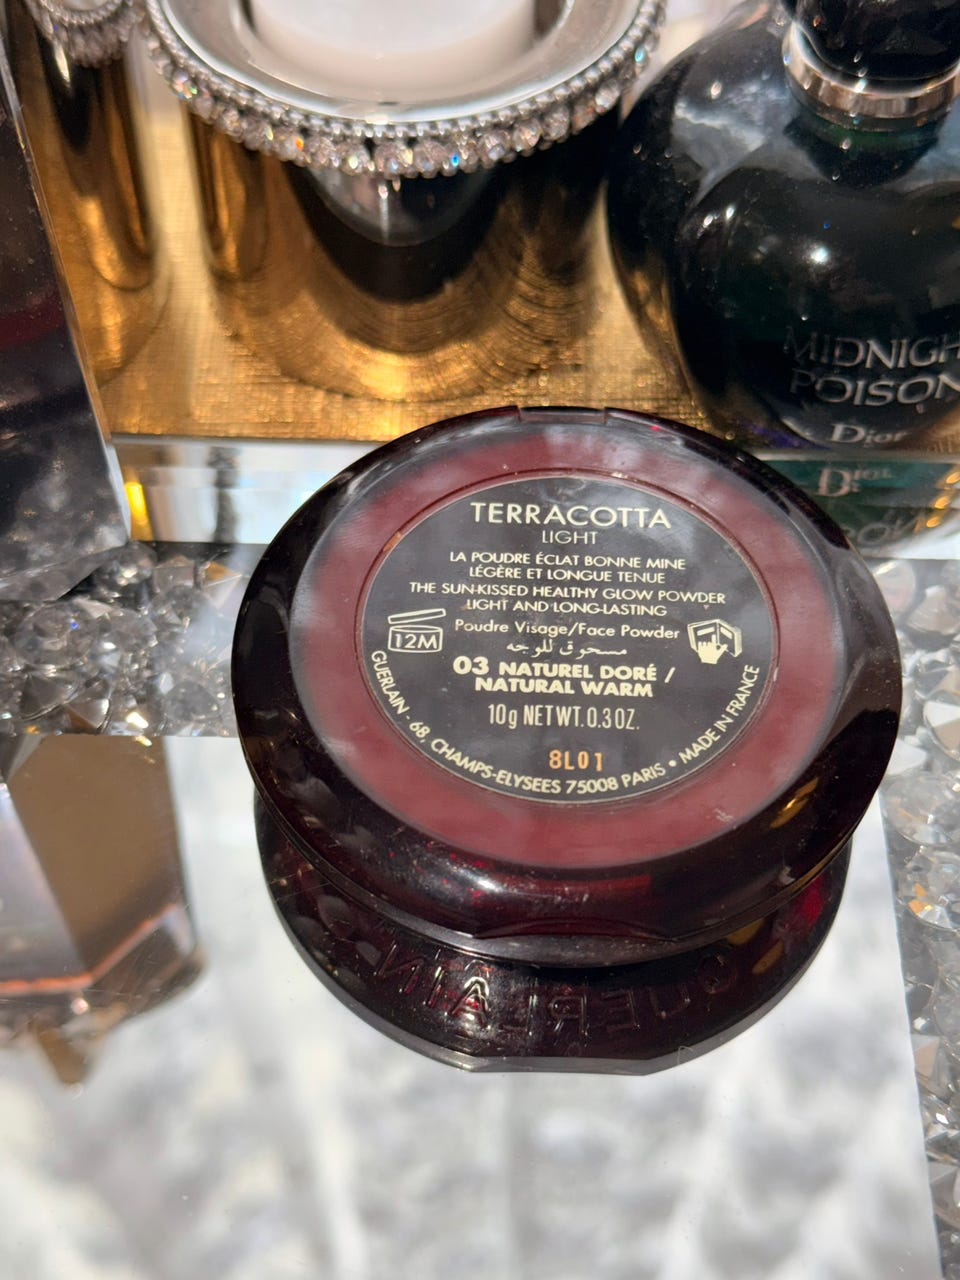 MIDNIGH
POISON
Dior
Dior
TERRACOTTA
LIGHT
LA POUDRE ÉCLAT BONNE MINE
LÉGÈRE ET LONGUE TENUE
THE SUN-KISSED HEALTHY GLOW POWDER
LIGHT AND LONG-LASTING
12M
Poudre Visage/Face Powder
مسحوق للوجه
03 NATUREL DORÉ /
NATURAL WARM
10g NET WT. 0.3 OZ.
8L01
GUERLAIN - 68, CHAMPS-ELYSEES 75008 PARIS • MADE IN FRANCE
GUERLAIN